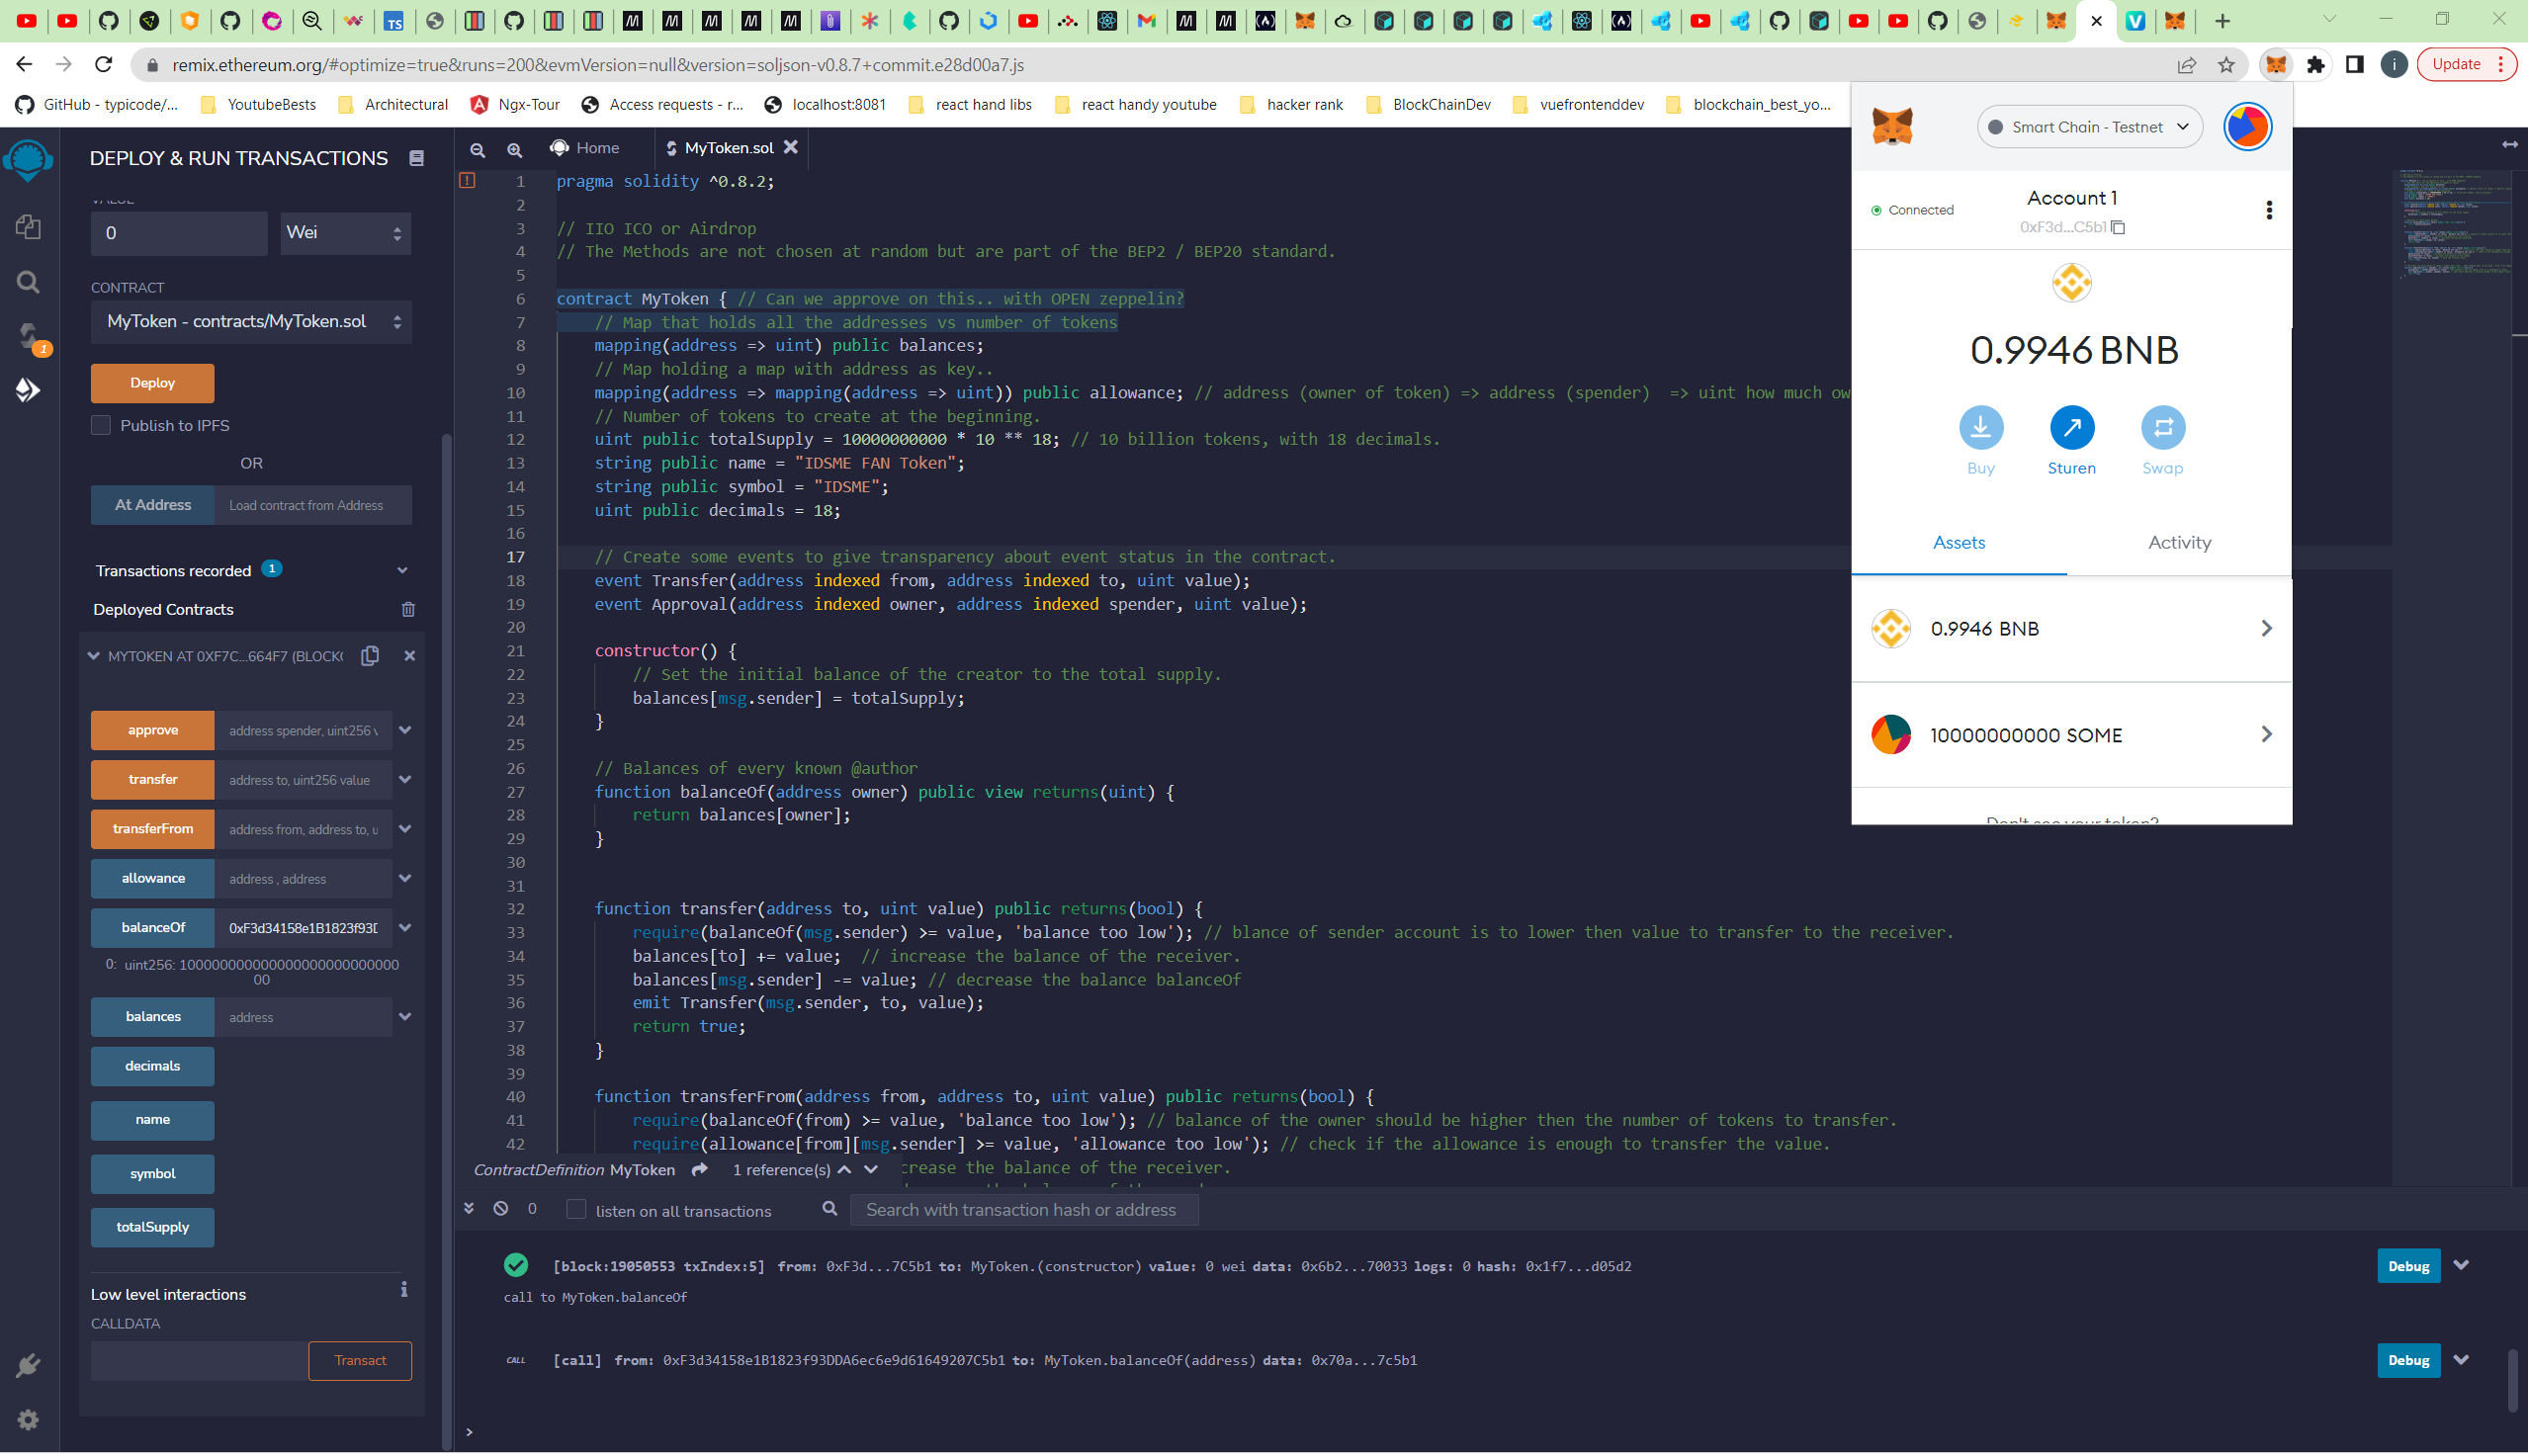 remix.ethereum.org/#optimize=true&runs=200&evmVersion=null&version=soljson-v0.8.7+commit.e28d00a7.js
Update
GitHub - typicode/...
YoutubeBests
Architectural
Ngx-Tour
Access requests - r...
localhost:8081
react hand libs
react handy youtube
hacker rank
BlockChainDev
vuefrontenddev
blockchain_best_yo...
DEPLOY & RUN TRANSACTIONS
VALUE
0
Wei
CONTRACT
MyToken - contracts/MyToken.sol
1
Deploy
Publish to IPFS
OR
At Address
Load contract from Address
Transactions recorded 1
Deployed Contracts
MYTOKEN AT 0XF7C...664F7 (BLOCKC
approve
address spender, uint256 v
transfer
address to, uint256 value
transferFrom
address from, address to, u
allowance
address , address
balanceOf
0xF3d34158e1B1823f93D
0: uint256: 10000000000000000000000000000
balances
address
decimals
name
symbol
totalSupply
Low level interactions
i
CALLDATA
Transact
Home
MyToken.sol
1 pragma solidity ^0.8.2;
2
3 // IIO ICO or Airdrop
4 // The Methods are not chosen at random but are part of the BEP2 / BEP20 standard.
5
6 contract MyToken { // Can we approve on this.. with OPEN zeppelin?
7 // Map that holds all the addresses vs number of tokens
8 mapping(address => uint) public balances;
9 // Map holding a map with address as key..
10 mapping(address => mapping(address => uint)) public allowance; // address (owner of token) => address (spender)  => uint how much ow
11 // Number of tokens to create at the beginning.
12 uint public totalSupply = 10000000000 * 10 ** 18; // 10 billion tokens, with 18 decimals.
13 string public name = "IDSME FAN Token";
14 string public symbol = "IDSME";
15 uint public decimals = 18;
16
17 // Create some events to give transparency about event status in the contract.
18 event Transfer(address indexed from, address indexed to, uint value);
19 event Approval(address indexed owner, address indexed spender, uint value);
20
21 constructor() {
22 // Set the initial balance of the creator to the total supply.
23 balances[msg.sender] = totalSupply;
24 }
25
26 // Balances of every known @author
27 function balanceOf(address owner) public view returns(uint) {
28 return balances[owner];
29 }
30
31
32 function transfer(address to, uint value) public returns(bool) {
33 require(balanceOf(msg.sender) >= value, 'balance too low'); // blance of sender account is to lower then value to transfer to the receiver.
34 balances[to] += value;  // increase the balance of the receiver.
35 balances[msg.sender] -= value; // decrease the balance balanceOf
36 emit Transfer(msg.sender, to, value);
37 return true;
38 }
39
40 function transferFrom(address from, address to, uint value) public returns(bool) {
41 require(balanceOf(from) >= value, 'balance too low'); // balance of the owner should be higher then the number of tokens to transfer.
42 require(allowance[from][msg.sender] >= value, 'allowance too low'); // check if the allowance is enough to transfer the value.
ContractDefinition MyToken
1 reference(s)
crease the balance of the receiver.
0
listen on all transactions
Search with transaction hash or address
[block:19050553 txIndex:5] from: 0xF3d...7C5b1 to: MyToken.(constructor) value: 0 wei data: 0x6b2...70033 logs: 0 hash: 0x1f7...d05d2
Debug
call to MyToken.balanceOf
CALL
[call] from: 0xF3d34158e1B1823f93DDA6ec6e9d61649207C5b1 to: MyToken.balanceOf(address) data: 0x70a...7c5b1
Debug
>
Smart Chain - Testnet
Connected
Account 1
0xF3d...C5b1
0.9946 BNB
Buy
Sturen
Swap
Assets
Activity
0.9946 BNB
10000000000 SOME
Don't see your token?